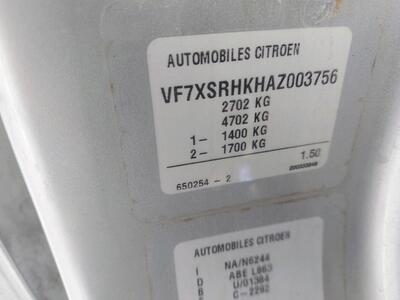 AUTOMOBILES CITROEN
VF7XSRHKHAZ003756
2702 KG
4702 KG
1- 1400 KG
2- 1700 KG
1.50
650254 - 2
AUTOMOBILES CITROEN
I NA/N6244
D ABE L863
B U/01384